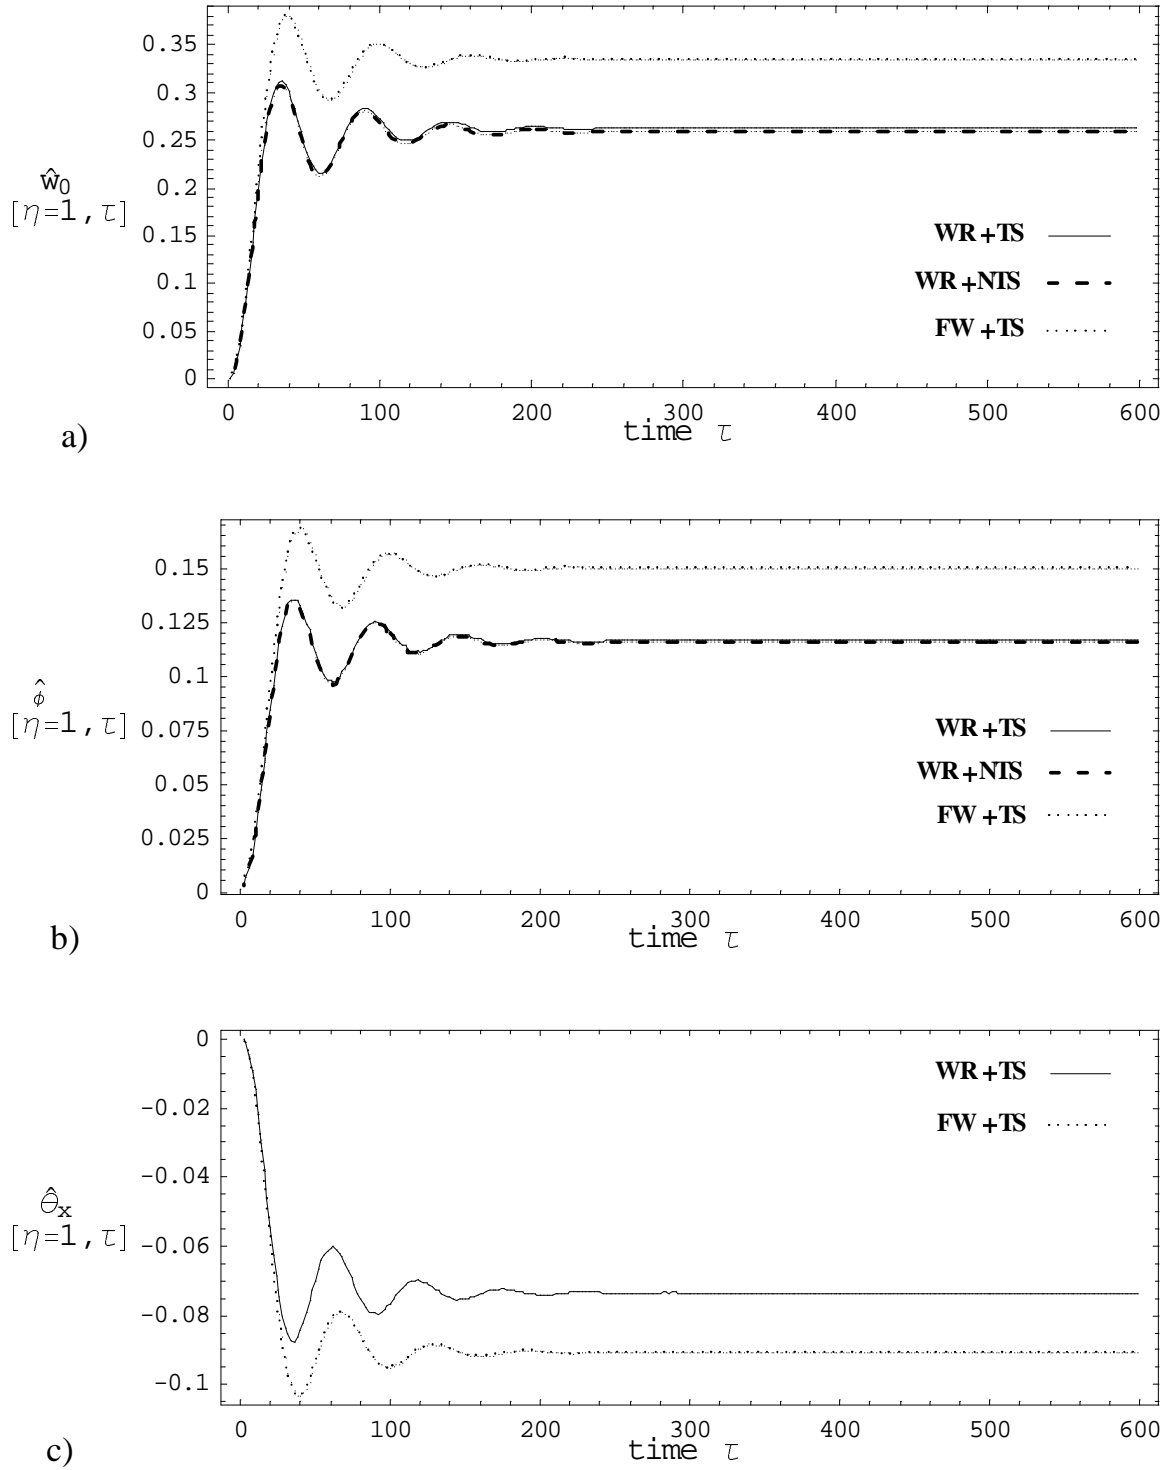 0.35
0.3
0.25
0.2
0.15
0.1
0.05
0
ŵ0
[η=1,τ]
WR+TS
WR+NTS
FW+TS
0 100 200 300 400 500 600
time τ
a)
0.15
0.125
0.1
0.075
0.05
0.025
0
ϕ̂
[η=1,τ]
WR+TS
WR+NTS
FW+TS
0 100 200 300 400 500 600
time τ
b)
0
-0.02
-0.04
-0.06
-0.08
-0.1
θ̂x
[η=1,τ]
WR+TS
FW+TS
0 100 200 300 400 500 600
time τ
c)